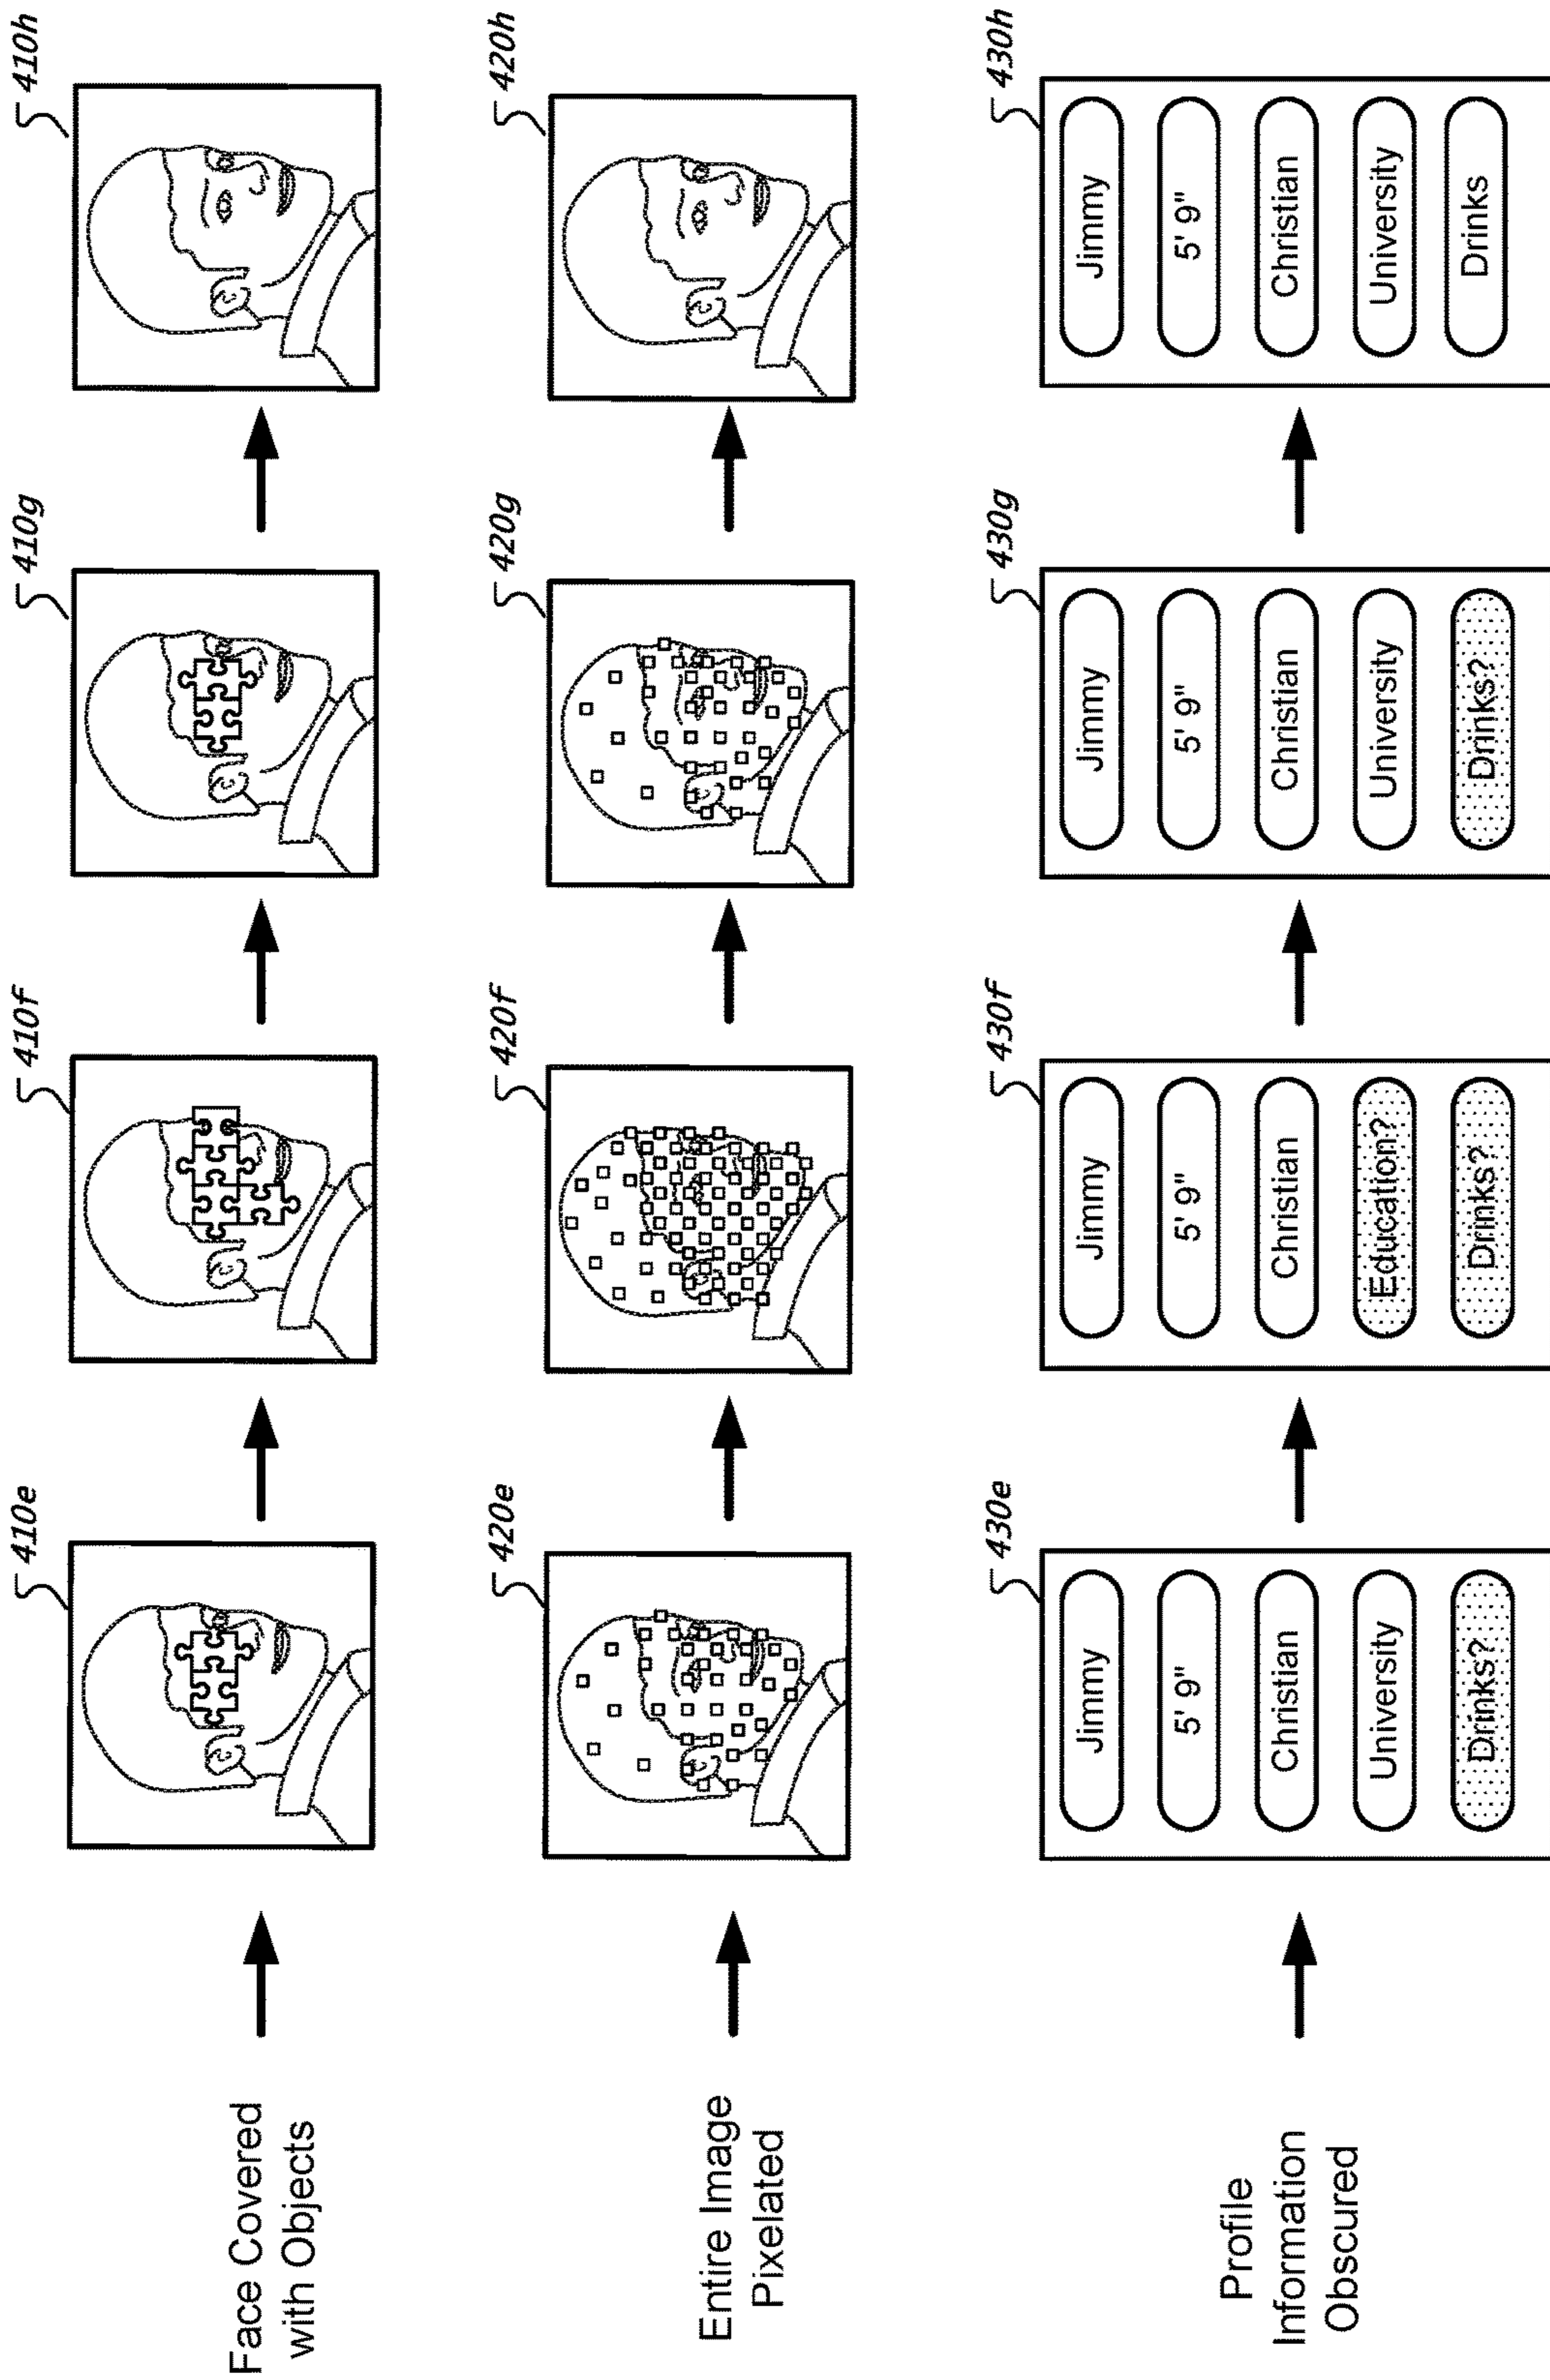 Face Covered
with Objects
410e
410f
410g
410h
Entire Image
Pixelated
420e
420f
420g
420h
Profile
Information
Obscured
430e
Jimmy
5' 9"
Christian
University
Drinks?
430f
Jimmy
5' 9"
Christian
Education?
Drinks?
430g
Jimmy
5' 9"
Christian
University
Drinks?
430h
Jimmy
5' 9"
Christian
University
Drinks